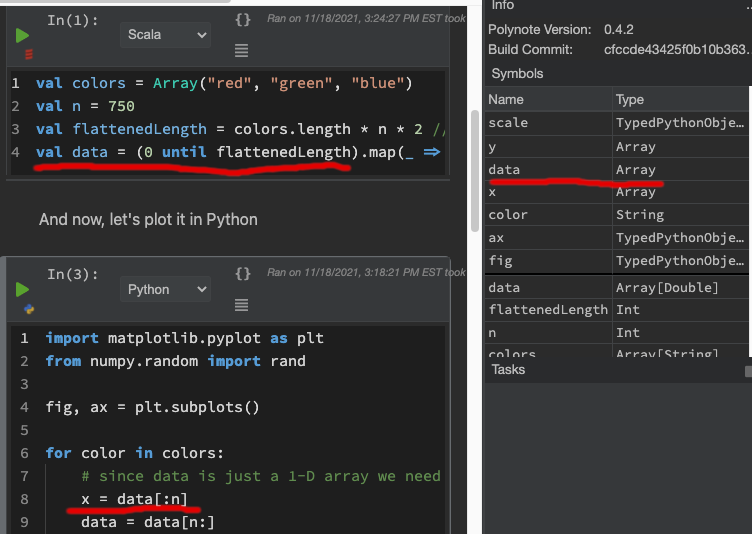 In(1):
Scala
{}
Ran on 11/18/2021, 3:24:27 PM EST took
1 val colors = Array("red", "green", "blue")
2 val n = 750
3 val flattenedLength = colors.length * n * 2 //
4 val data = (0 until flattenedLength).map(_ =>
And now, let's plot it in Python
In(3):
Python
{}
Ran on 11/18/2021, 3:18:21 PM EST took
1 import matplotlib.pyplot as plt
2 from numpy.random import rand
3
4 fig, ax = plt.subplots()
5
6 for color in colors:
7 # since data is just a 1-D array we need
8 x = data[:n]
9 data = data[n:]
Info
Polynote Version: 0.4.2
Build Commit: cfccde43425f0b10b363...
Symbols
Name Type
scale TypedPythonObje…
y Array
data Array
x Array
color String
ax TypedPythonObje…
fig TypedPythonObje…
data Array[Double]
flattenedLength Int
n Int
colors Array[String]
Tasks